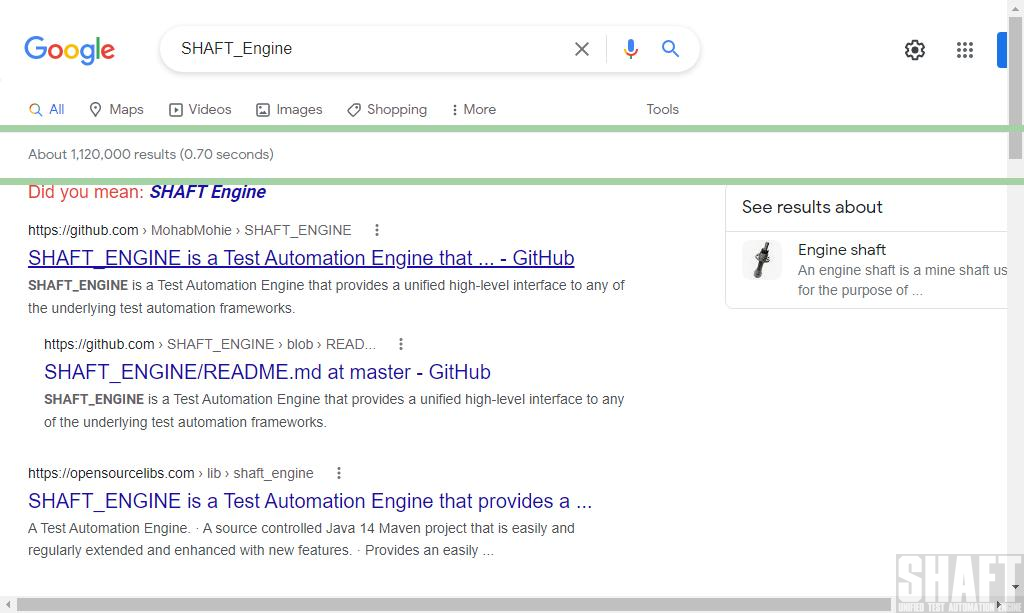 Google
SHAFT_Engine
All
Maps
Videos
Images
Shopping
More
Tools
About 1,120,000 results (0.70 seconds)
Did you mean: SHAFT Engine
https://github.com › MohabMohie › SHAFT_ENGINE
SHAFT_ENGINE is a Test Automation Engine that ... - GitHub
SHAFT_ENGINE is a Test Automation Engine that provides a unified high-level interface to any of
the underlying test automation frameworks.
https://github.com › SHAFT_ENGINE › blob › READ...
SHAFT_ENGINE/README.md at master - GitHub
SHAFT_ENGINE is a Test Automation Engine that provides a unified high-level interface to any
of the underlying test automation frameworks.
https://opensourcelibs.com › lib › shaft_engine
SHAFT_ENGINE is a Test Automation Engine that provides a ...
A Test Automation Engine. · A source controlled Java 14 Maven project that is easily and
regularly extended and enhanced with new features. · Provides an easily ...
See results about
Engine shaft
An engine shaft is a mine shaft us
for the purpose of ...
SHAFT
UNIFIED TEST AUTOMATION